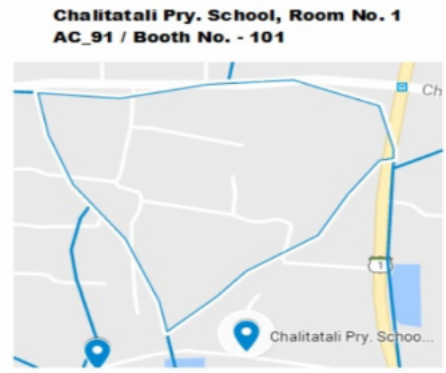 Chalitatali Pry. School, Room No. 1
AC_91 / Booth No. - 101
Ch
1
Chalitatali Pry. Schoo...